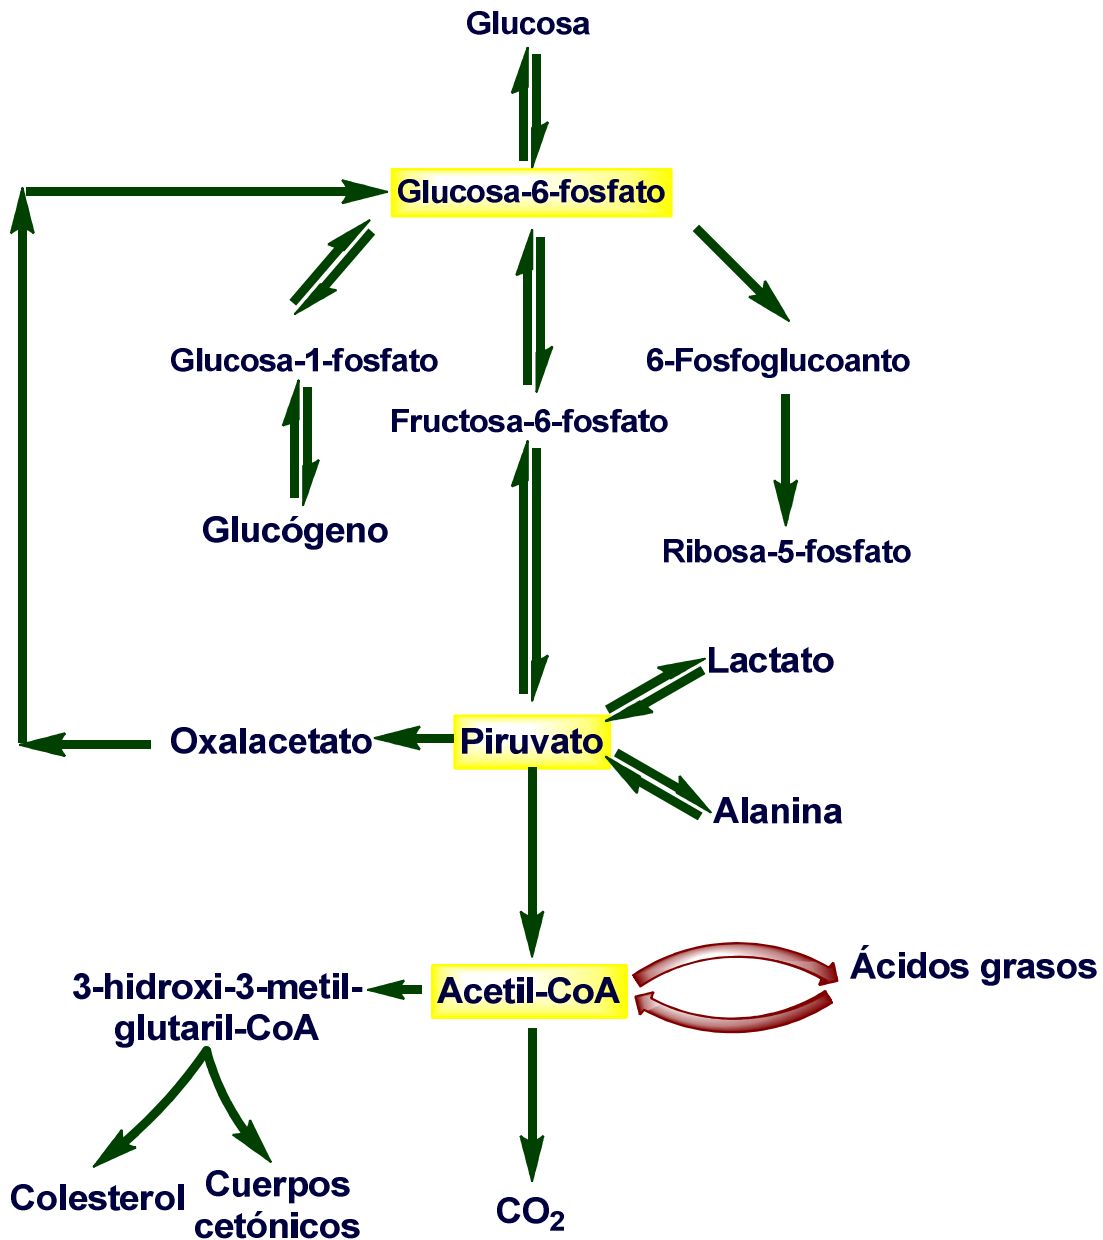 Glucosa
Glucosa-6-fosfato
Glucosa-1-fosfato
6-Fosfoglucoanto
Fructosa-6-fosfato
Glucógeno
Ribosa-5-fosfato
Lactato
Oxalacetato
Piruvato
Alanina
Ácidos grasos
3-hidroxi-3-metil-
glutaril-CoA
Acetil-CoA
Colesterol
Cuerpos
cetónicos
CO₂